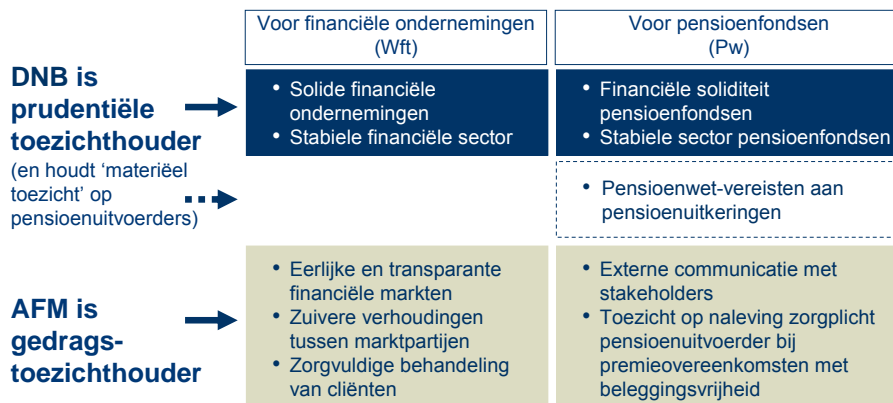 Voor financiële ondernemingen
(Wft)
Voor pensioenfondsen
(Pw)
DNB is
prudentiële
toezichthouder
(en houdt ‘materiëel
toezicht’ op
pensioenuitvoerders)
• Solide financiële
ondernemingen
• Stabiele financiële sector
• Financiële soliditeit
pensioenfondsen
• Stabiele sector pensioenfondsen
• Pensioenwet-vereisten aan
pensioenuitkeringen
AFM is
gedrags-
toezichthouder
• Eerlijke en transparante
financiële markten
• Zuivere verhoudingen
tussen marktpartijen
• Zorgvuldige behandeling
van cliënten
• Externe communicatie met
stakeholders
• Toezicht op naleving zorgplicht
pensioenuitvoerder bij
premieovereenkomsten met
beleggingsvrijheid